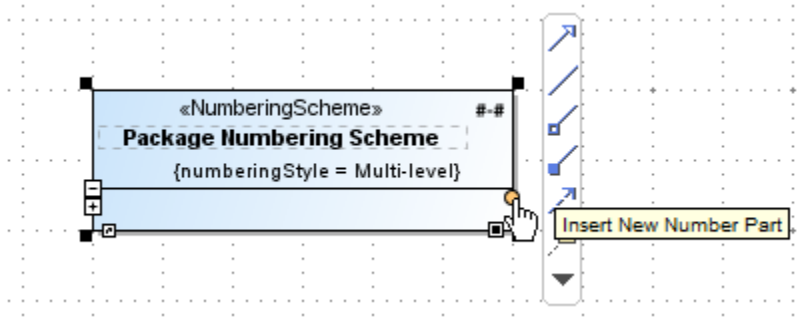 «NumberingScheme»
#-#
Package Numbering Scheme
{numberingStyle = Multi-level}
Insert New Number Part